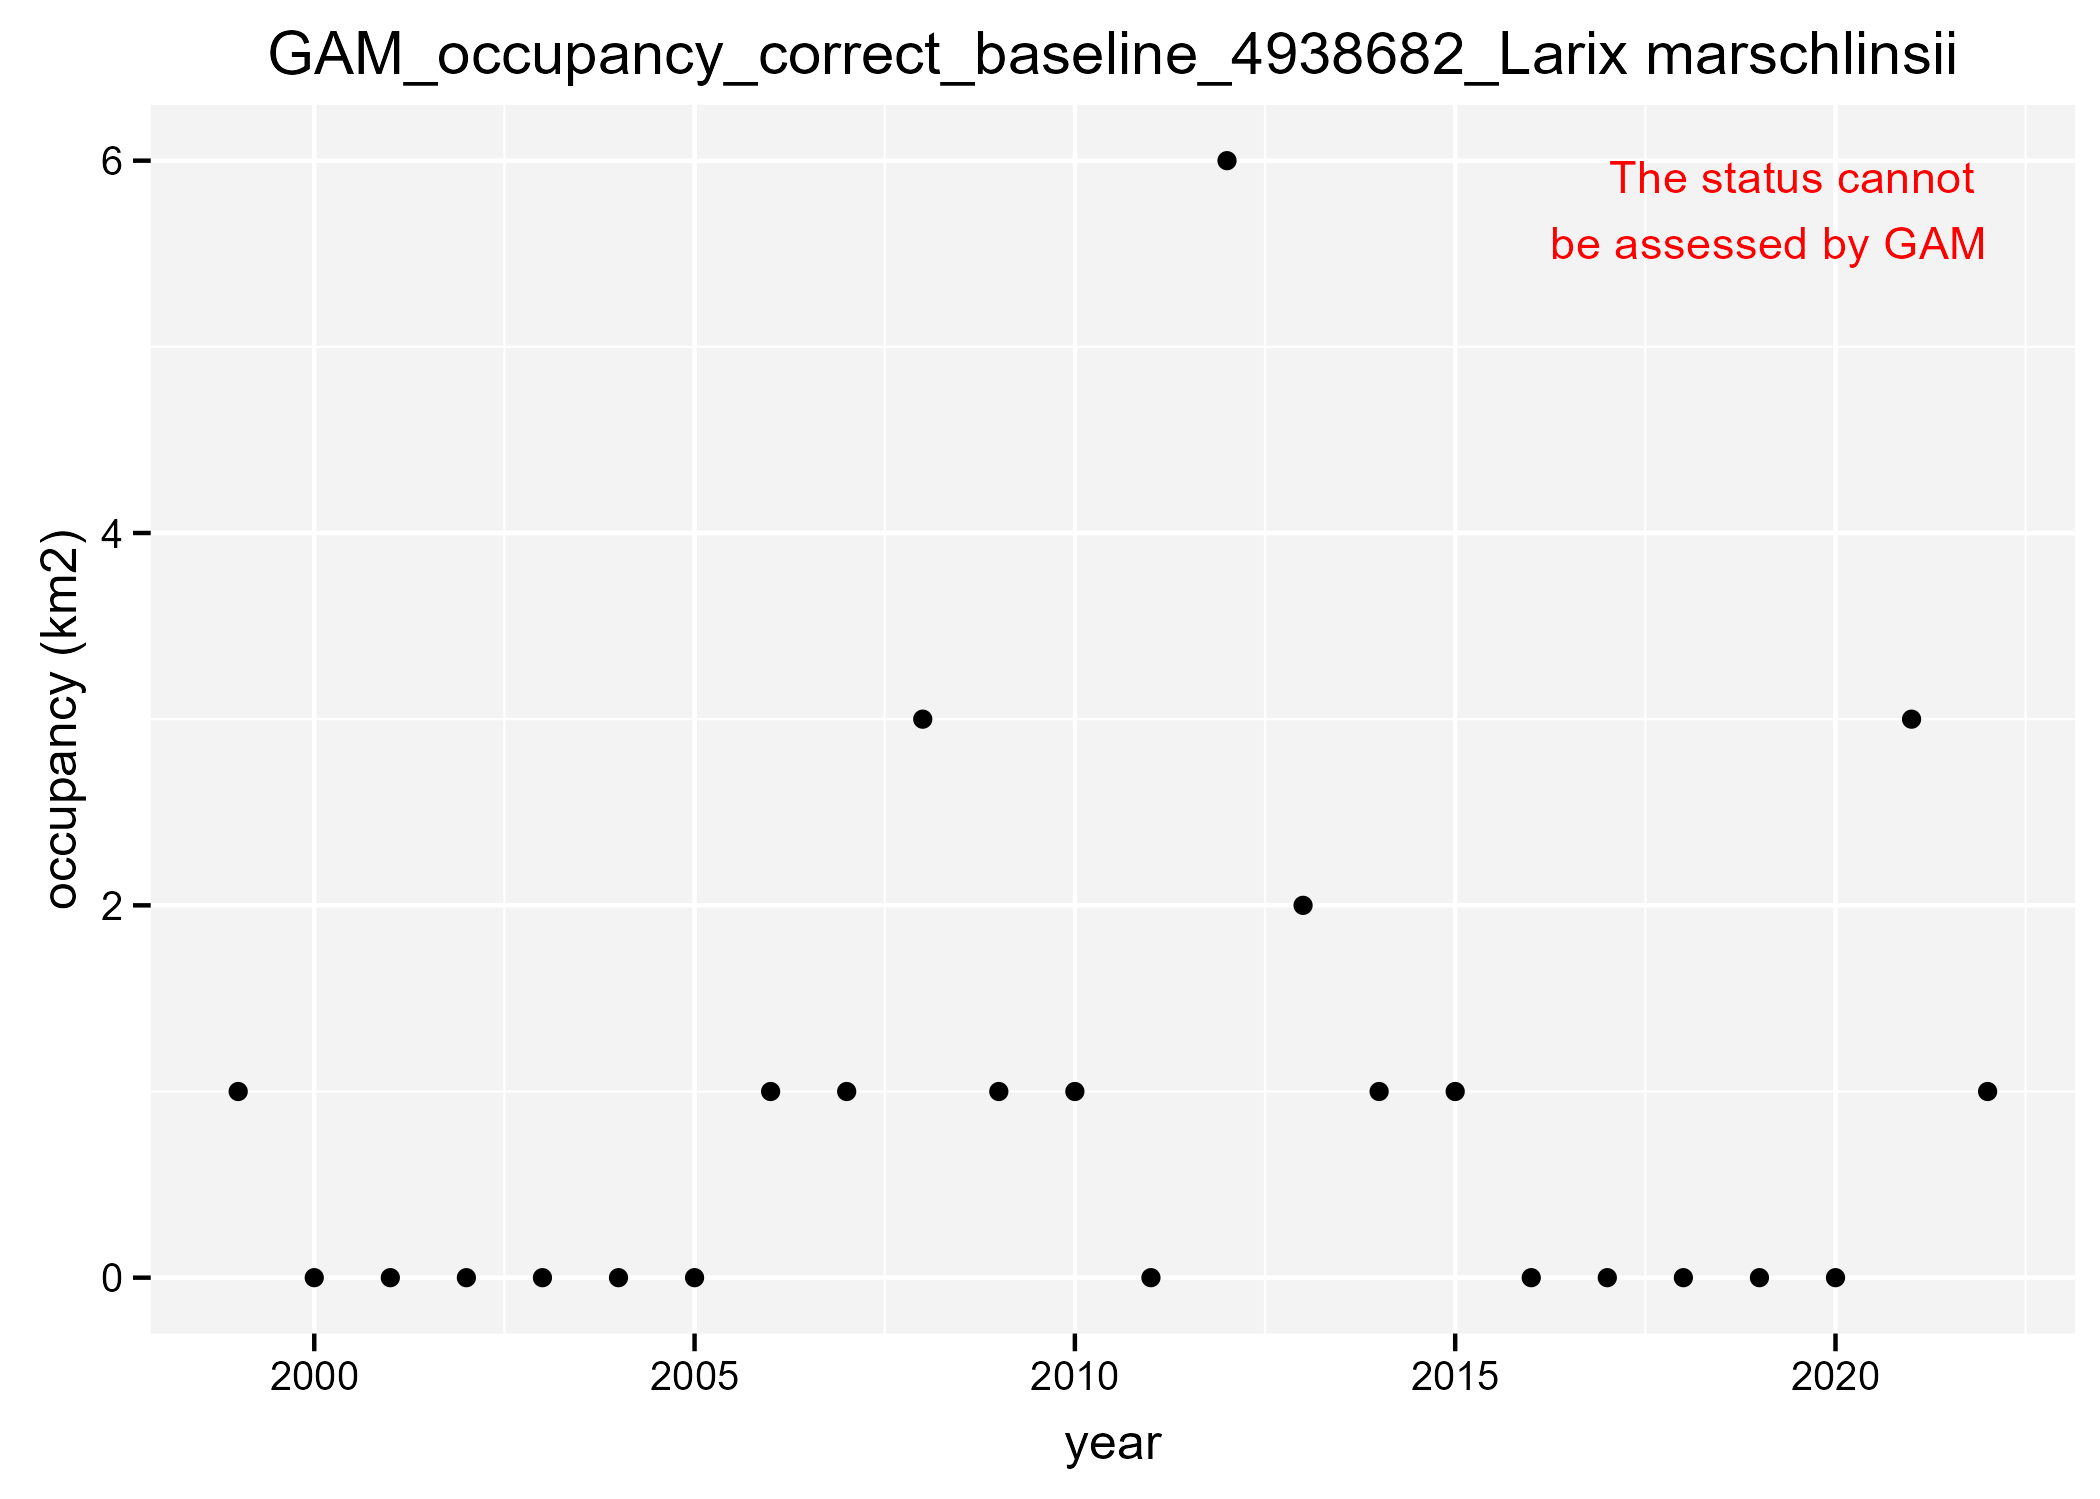 GAM_occupancy_correct_baseline_4938682_Larix marschlinsii
The status cannot
be assessed by GAM
occupancy (km2)
6
4
2
0
2000 2005 2010 2015 2020
year